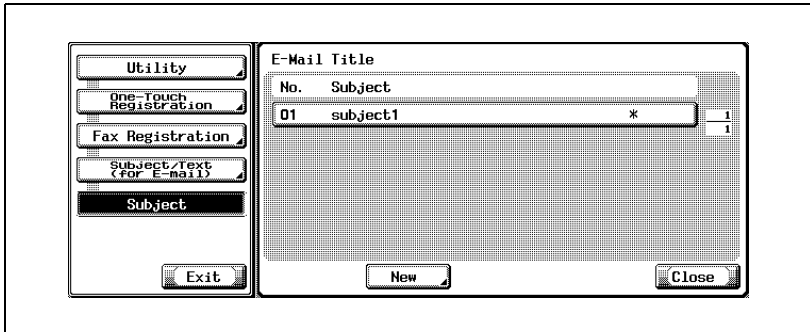 Utility
One-Touch
Registration
Fax Registration
Subject/Text
(for E-mail)
Subject
Exit
E-Mail Title
No. Subject
01 subject1 *
1
1
New
Close